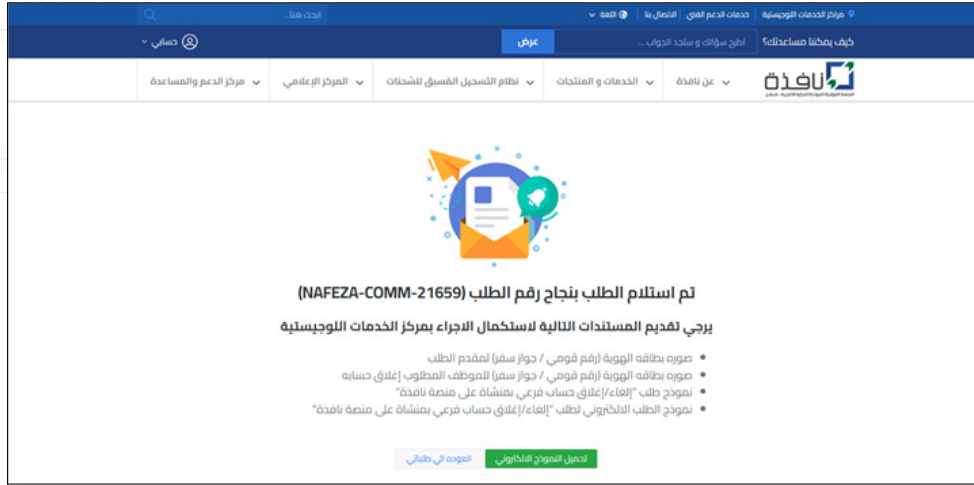 مراكز الخدمات اللوجيستية
خدمات الدعم الفني
الاتصال بنا
اللغة
ابحث هنا...
كيف يمكننا مساعدتك؟
اطرح سؤالك و ستجد الجواب ...
عرض
حسابي
نافذة
عن نافذة
الخدمات و المنتجات
نظام التسجيل المسبق للشحنات
المركز الإعلامي
مركز الدعم والمساعدة
تم استلام الطلب بنجاح رقم الطلب (NAFEZA-COMM-21659)
يرجي تقديم المستندات التالية لاستكمال الاجراء بمركز الخدمات اللوجيستية
صوره بطاقه الهوية (رقم قومي / جواز سفر) لمقدم الطلب
صوره بطاقه الهوية (رقم قومي / جواز سفر) للموظف المطلوب إغلاق حسابه
نموذج طلب "إلغاء/إغلاق حساب فرعي بمنشاة على منصة نافذة"
نموذج الطلب الالكتروني لطلب "إلغاء/إغلاق حساب فرعي بمنشاة على منصة نافذة"
تحميل النموذج الالكتروني
العوده الي طلباتي